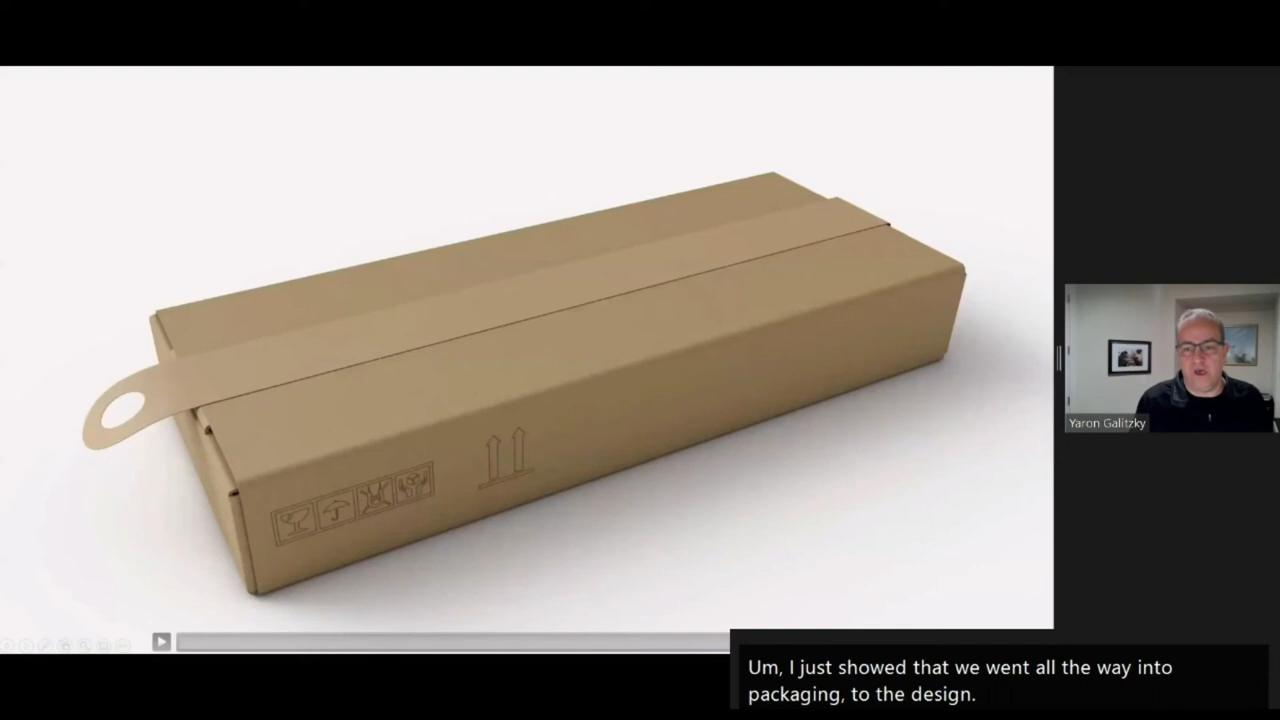 Yaron Galitzky
Um, I just showed that we went all the way into
packaging, to the design.